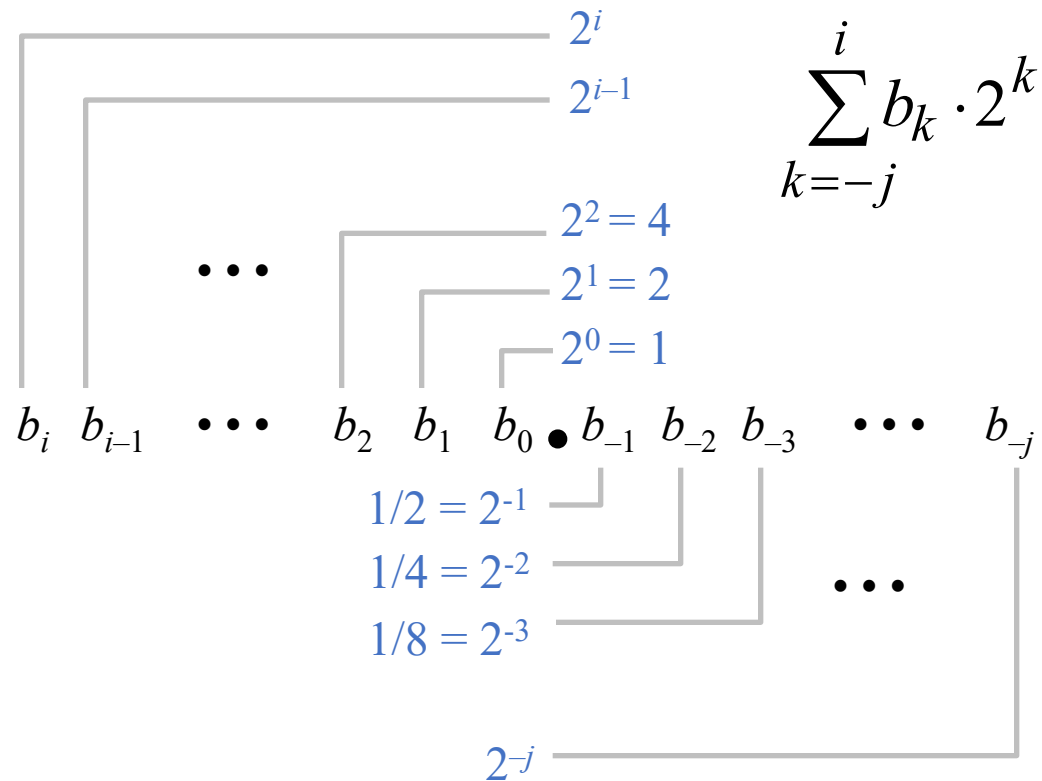 2^i
2^{i–1}
\sum_{k=-j}^{i} b_k \cdot 2^k
2^2 = 4
•••
2^1 = 2
2^0 = 1
b_i b_{i–1} ••• b_2 b_1 b_0 . b_{–1} b_{–2} b_{–3} ••• b_{–j}
1/2 = 2^{-1}
1/4 = 2^{-2}
•••
1/8 = 2^{-3}
2^{–j}